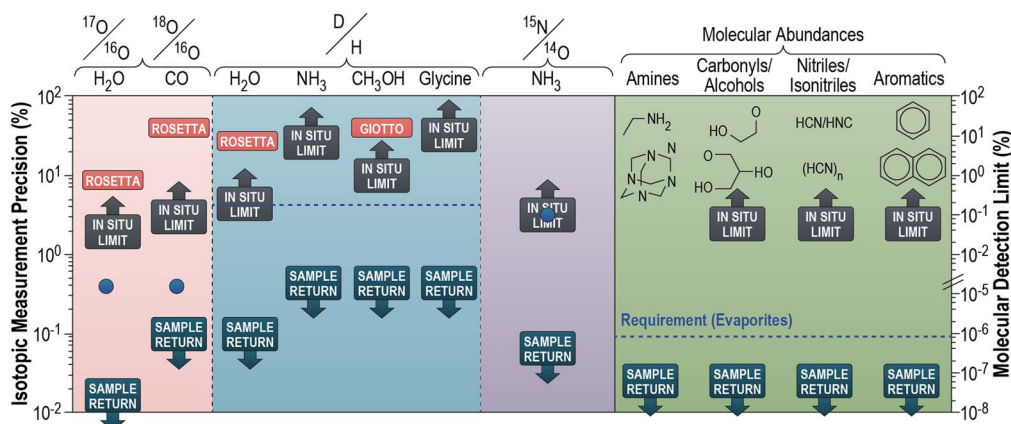 17O/16O 18O/16O D/H 15N/14O Molecular Abundances
H2O CO H2O NH3 CH3OH Glycine NH3 Amines Carbonyls/Alcohols Nitriles/Isonitriles Aromatics
Isotopic Measurement Precision (%)
10^2
10^1
10^0
10^-1
10^-2
ROSETTA
IN SITU LIMIT
SAMPLE RETURN
ROSETTA
IN SITU LIMIT
SAMPLE RETURN
ROSETTA
IN SITU LIMIT
SAMPLE RETURN
IN SITU LIMIT
SAMPLE RETURN
GIOTTO
IN SITU LIMIT
SAMPLE RETURN
IN SITU LIMIT
SAMPLE RETURN
IN SITU LIMIT
SAMPLE RETURN
NH2
N
N
N
N
N
SAMPLE RETURN
O
HO
O
HO
HO
IN SITU LIMIT
SAMPLE RETURN
HCN/HNC
(HCN)n
IN SITU LIMIT
SAMPLE RETURN
IN SITU LIMIT
SAMPLE RETURN
Requirement (Evaporites)
10^2
10^1
10^0
10^-1
10^-2
10^-5
10^-6
10^-7
10^-8
Molecular Detection Limit (%)